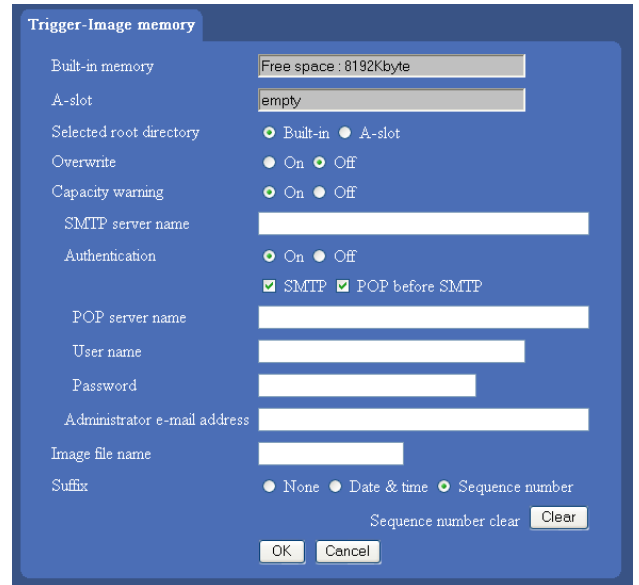 Trigger-Image memory
Built-in memory Free space : 8192Kbyte
A-slot empty
Selected root directory Built-in A-slot
Overwrite On Off
Capacity warning On Off
SMTP server name
Authentication On Off
SMTP POP before SMTP
POP server name
User name
Password
Administrator e-mail address
Image file name
Suffix None Date & time Sequence number
Sequence number clear Clear
OK Cancel